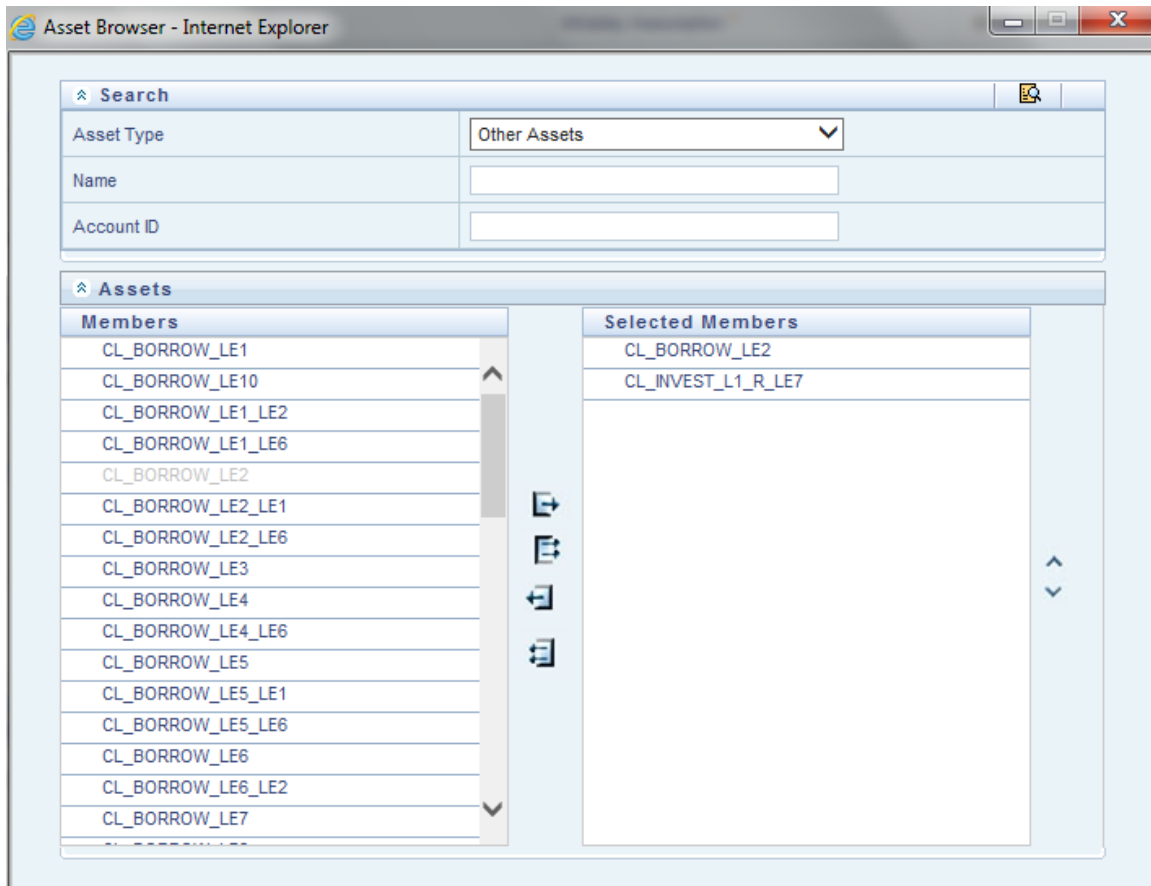 Asset Browser - Internet Explorer
Search
Asset Type
Other Assets
Name
Account ID
Assets
Members
Selected Members
CL_BORROW_LE1
CL_BORROW_LE10
CL_BORROW_LE1_LE2
CL_BORROW_LE1_LE6
CL_BORROW_LE2
CL_BORROW_LE2_LE1
CL_BORROW_LE2_LE6
CL_BORROW_LE3
CL_BORROW_LE4
CL_BORROW_LE4_LE6
CL_BORROW_LE5
CL_BORROW_LE5_LE1
CL_BORROW_LE5_LE6
CL_BORROW_LE6
CL_BORROW_LE6_LE2
CL_BORROW_LE7
CL_BORROW_LE2
CL_INVEST_L1_R_LE7